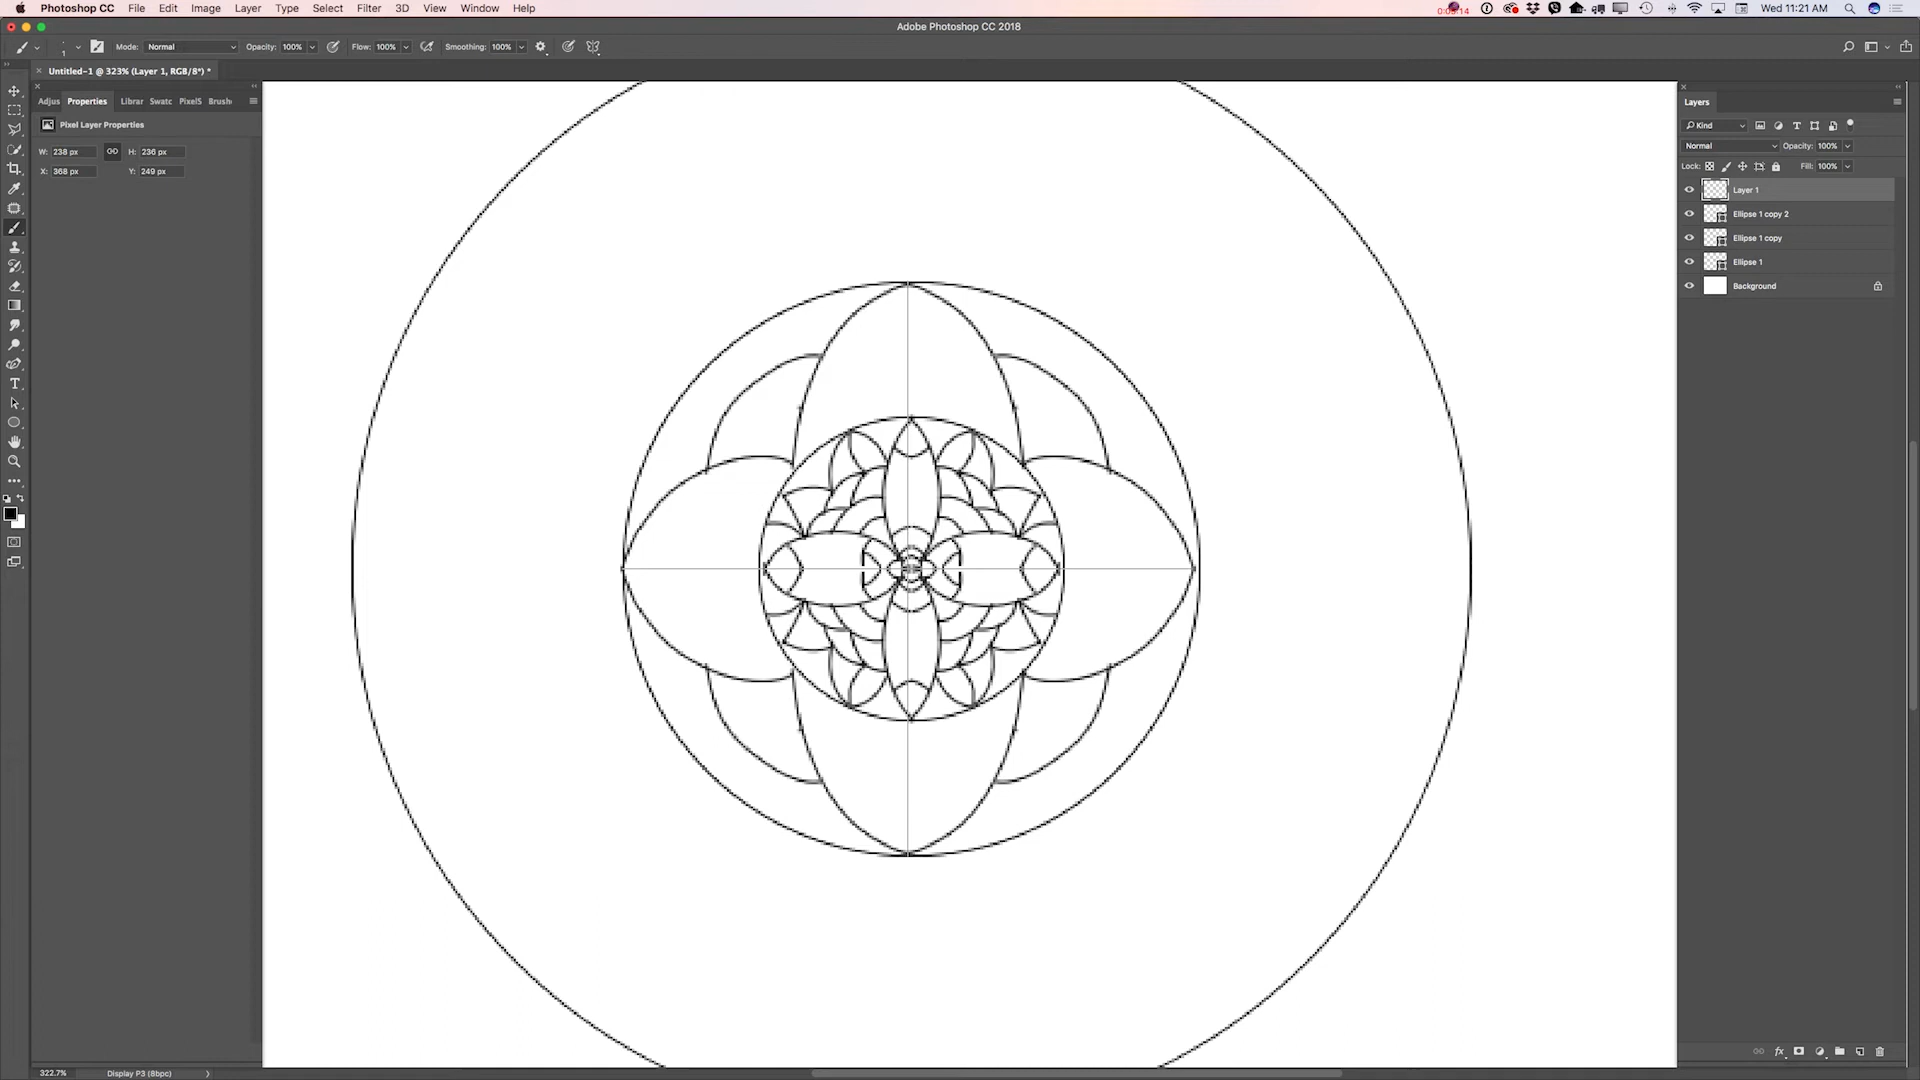 Photoshop CC File Edit Image Layer Type Select Filter 3D View Window Help Wed 11:21 AM
Adobe Photoshop CC 2018
1 Mode: Normal Opacity: 100% Flow: 100% Smoothing: 100%
Untitled-1 @ 323% (Layer 1, RGB/8*) *
Adjus Properties Librar Swatc PixelS Brush
Pixel Layer Properties
W: 238 px H: 236 px
X: 368 px Y: 249 px
Layers
Kind
Normal Opacity: 100%
Lock: Fill: 100%
Layer 1
Ellipse 1 copy 2
Ellipse 1 copy
Ellipse 1
Background
322.7% Display P3 (8bpc)